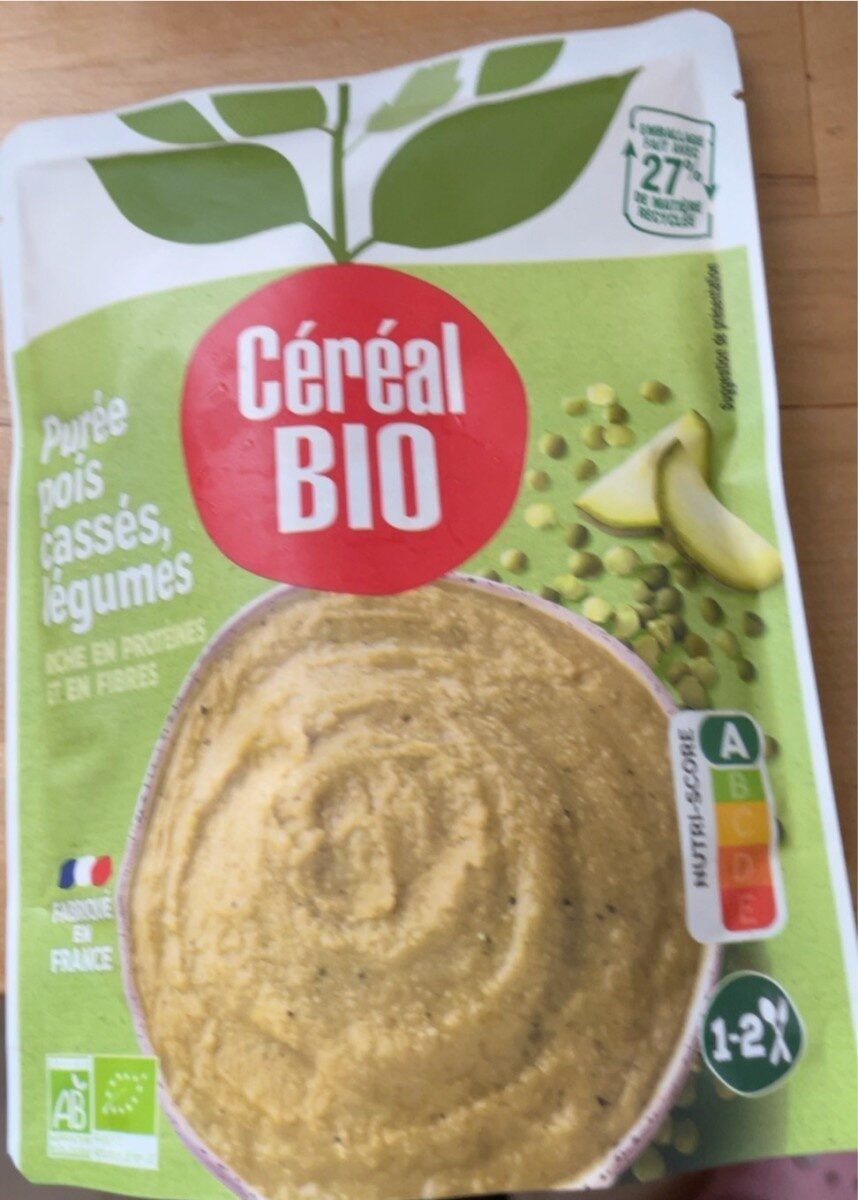 EMBALLAGE
FAIT AVEC
27%
DE MATIÈRE
RECYCLÉE
Suggestion de présentation
Céréal
BIO
Purée
pois
cassés,
légumes
RICHE EN PROTÉINES
ET EN FIBRES
NUTRI-SCORE
A
B
C
D
E
FABRIQUÉ
EN
FRANCE
1-2
AB